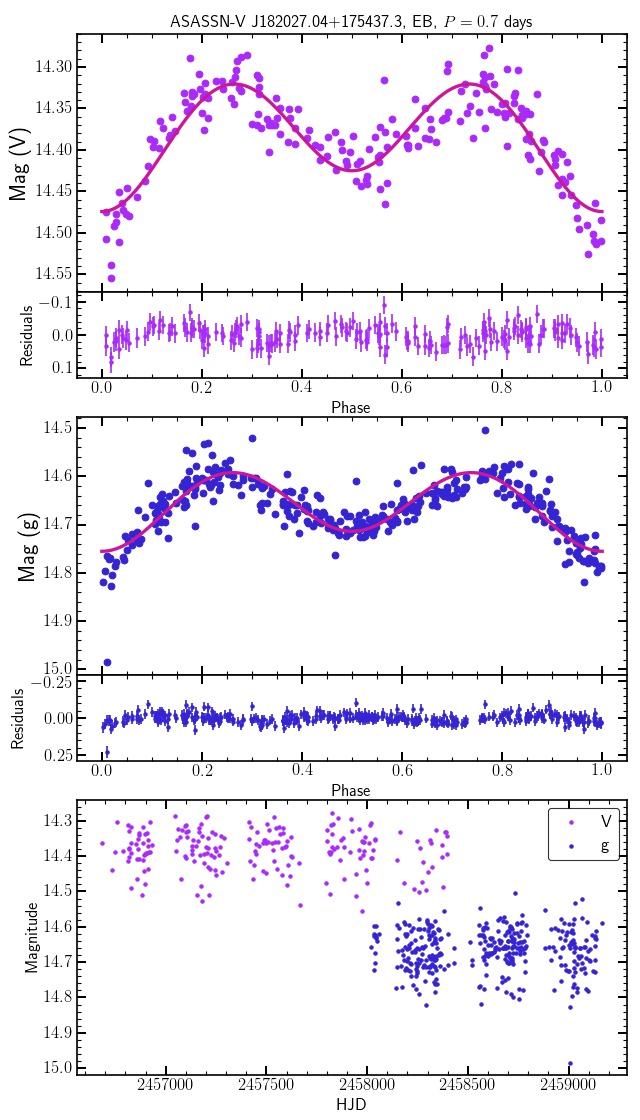 ASASSN-V J182027.04+175437.3, EB, P = 0.7 days
14.30
14.35
14.40
14.45
14.50
14.55
Mag (V)
−0.1
0.0
0.1
Residuals
0.0 0.2 0.4 0.6 0.8 1.0
Phase
14.5
14.6
14.7
14.8
14.9
15.0
Mag (g)
−0.25
0.00
0.25
Residuals
0.0 0.2 0.4 0.6 0.8 1.0
Phase
14.3
14.4
14.5
14.6
14.7
14.8
14.9
15.0
Magnitude
V
g
2457000 2457500 2458000 2458500 2459000
HJD